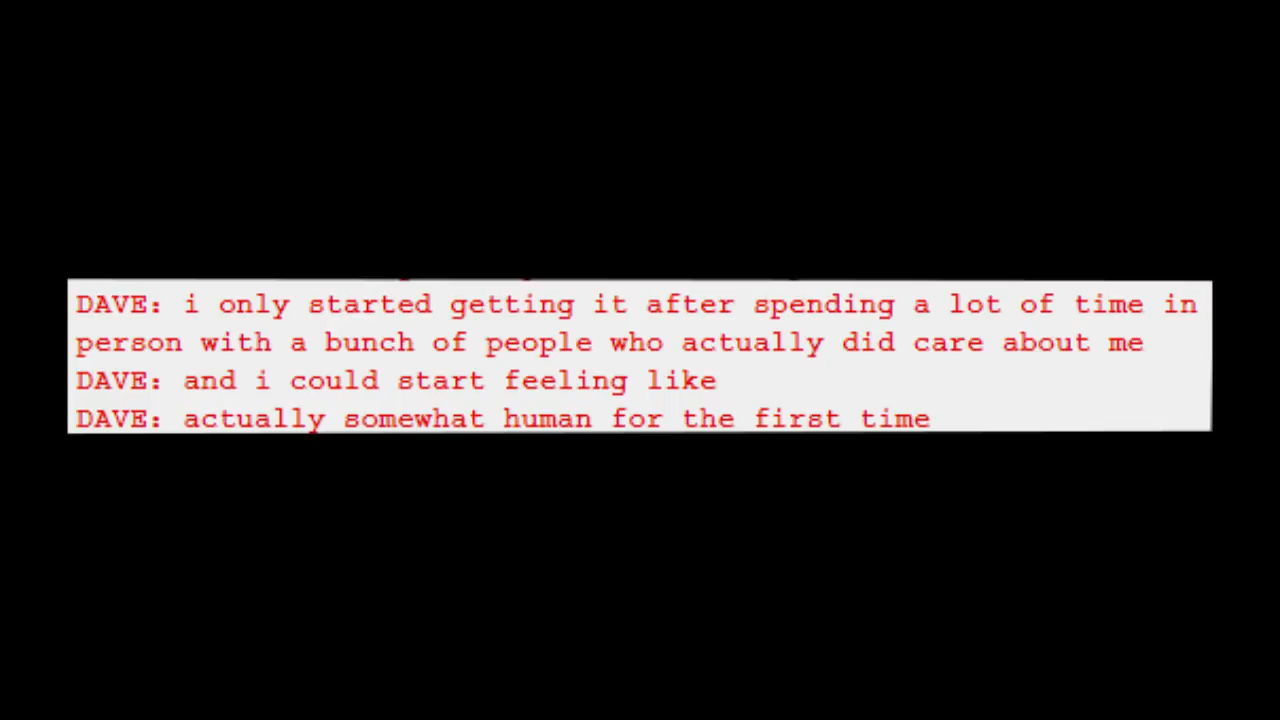 DAVE: i only started getting it after spending a lot of time in
person with a bunch of people who actually did care about me
DAVE: and i could start feeling like
DAVE: actually somewhat human for the first time